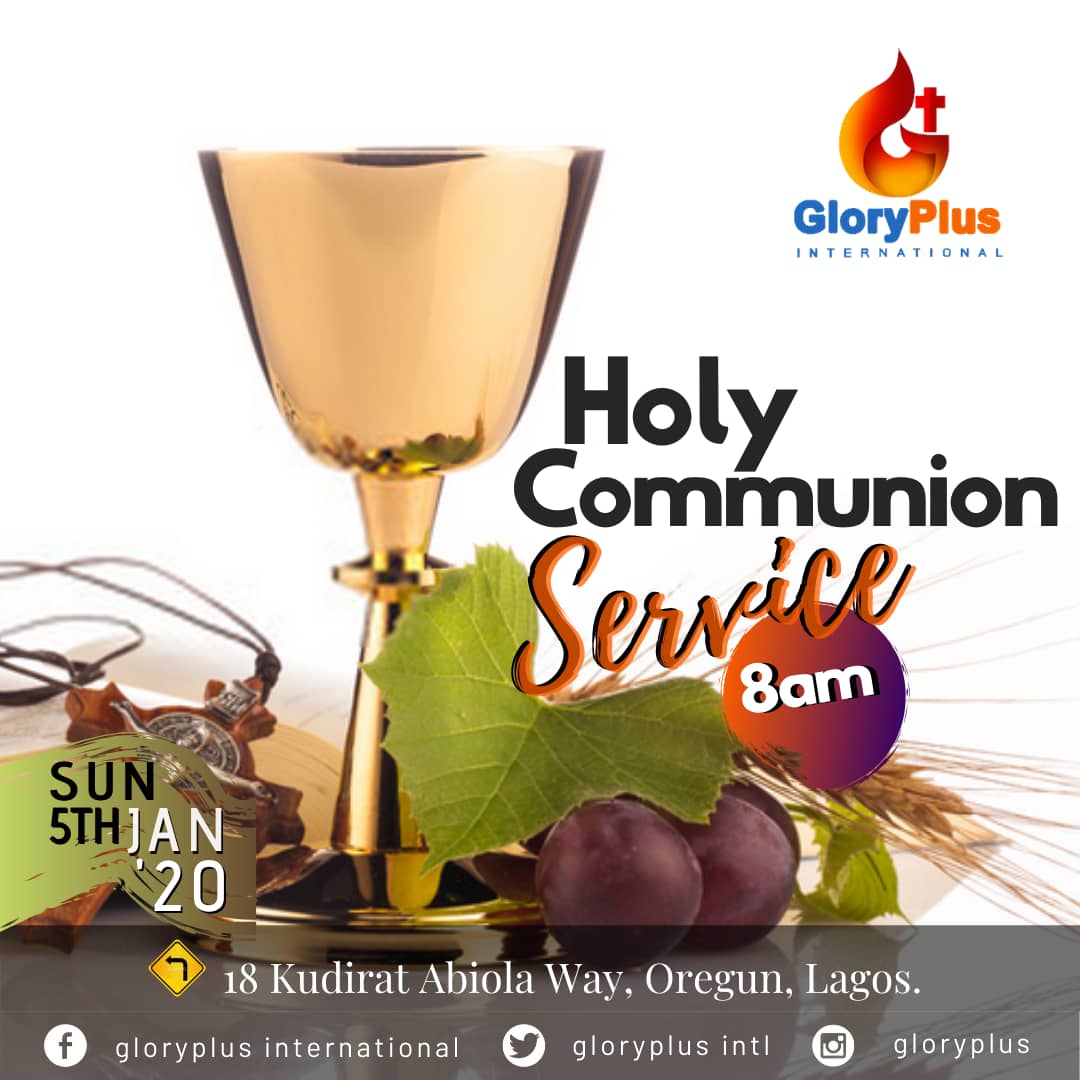 GloryPlus
INTERNATIONAL
Holy
Communion
Service
8am
SUN
5TH JAN
'20
18 Kudirat Abiola Way, Oregun, Lagos.
gloryplus international
gloryplus intl
gloryplus